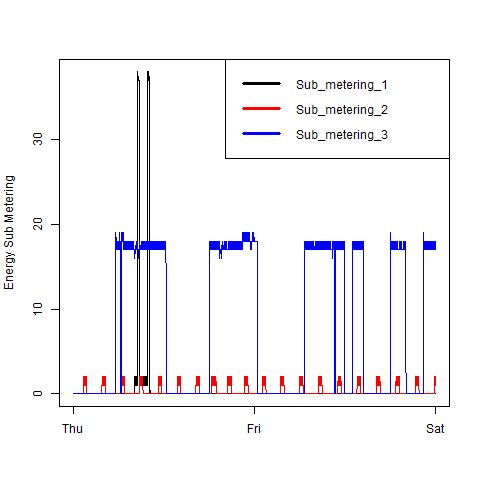 Sub_metering_1
Sub_metering_2
Sub_metering_3
Energy Sub Metering
30
20
10
0
Thu
Fri
Sat